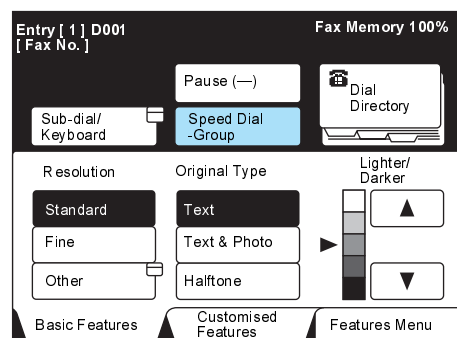 Entry [ 1 ] D001
Fax Memory 100%
[ Fax No. ]
Pause (—)
Dial
Directory
Sub-dial/
Keyboard
Speed Dial
-Group
Resolution
Original Type
Lighter/
Darker
Standard
Text
Fine
Text & Photo
Other
Halftone
Basic Features
Customised
Features
Features Menu